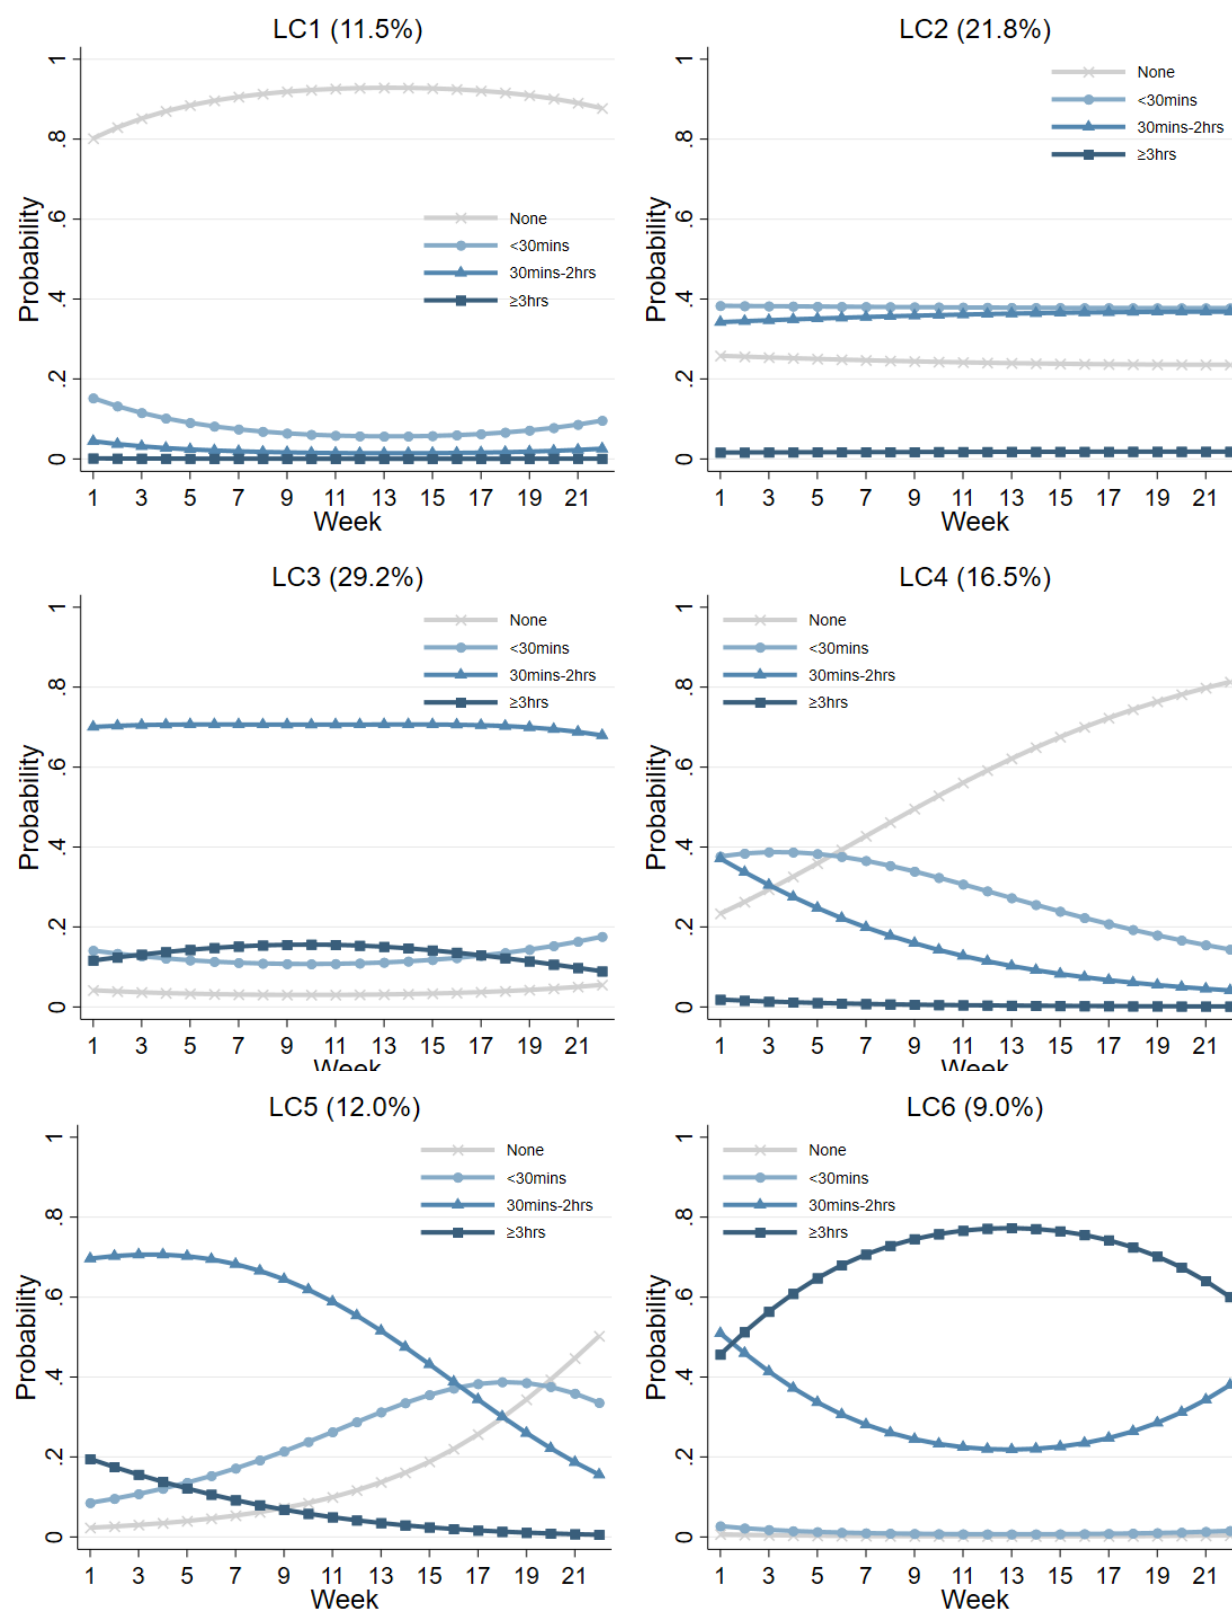 LC1 (11.5%)
Probability
1
.8
.6
.4
.2
0
None
<30mins
30mins-2hrs
≥3hrs
1 3 5 7 9 11 13 15 17 19 21
Week
LC2 (21.8%)
Probability
1
.8
.6
.4
.2
0
None
<30mins
30mins-2hrs
≥3hrs
1 3 5 7 9 11 13 15 17 19 21
Week
LC3 (29.2%)
Probability
1
.8
.6
.4
.2
0
None
<30mins
30mins-2hrs
≥3hrs
1 3 5 7 9 11 13 15 17 19 21
Week
LC4 (16.5%)
Probability
1
.8
.6
.4
.2
0
None
<30mins
30mins-2hrs
≥3hrs
1 3 5 7 9 11 13 15 17 19 21
Week
LC5 (12.0%)
Probability
1
.8
.6
.4
.2
0
None
<30mins
30mins-2hrs
≥3hrs
1 3 5 7 9 11 13 15 17 19 21
Week
LC6 (9.0%)
Probability
1
.8
.6
.4
.2
0
None
<30mins
30mins-2hrs
≥3hrs
1 3 5 7 9 11 13 15 17 19 21
Week